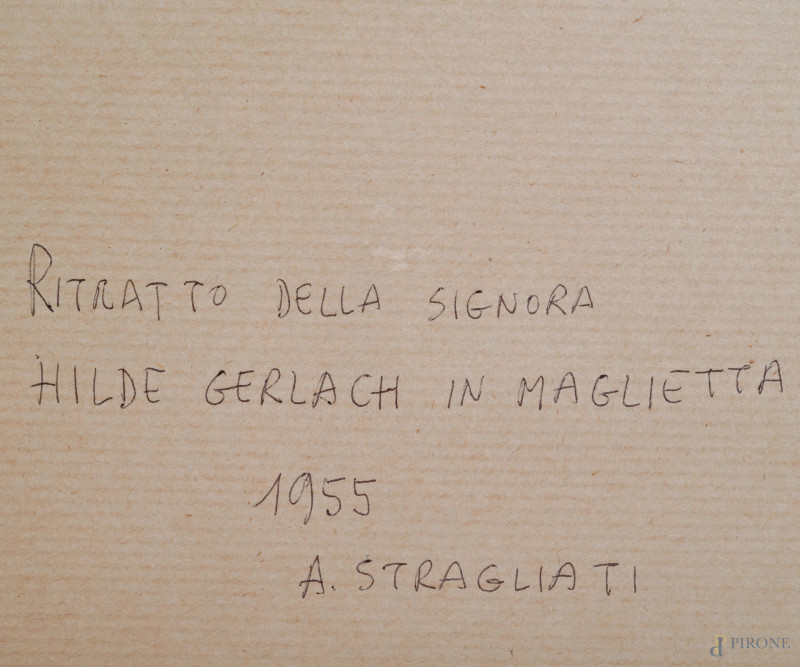 RITRATTO DELLA SIGNORA
HILDE GERLACH IN MAGLIETTA
1955
A. STRAGLIATI
PIRONE